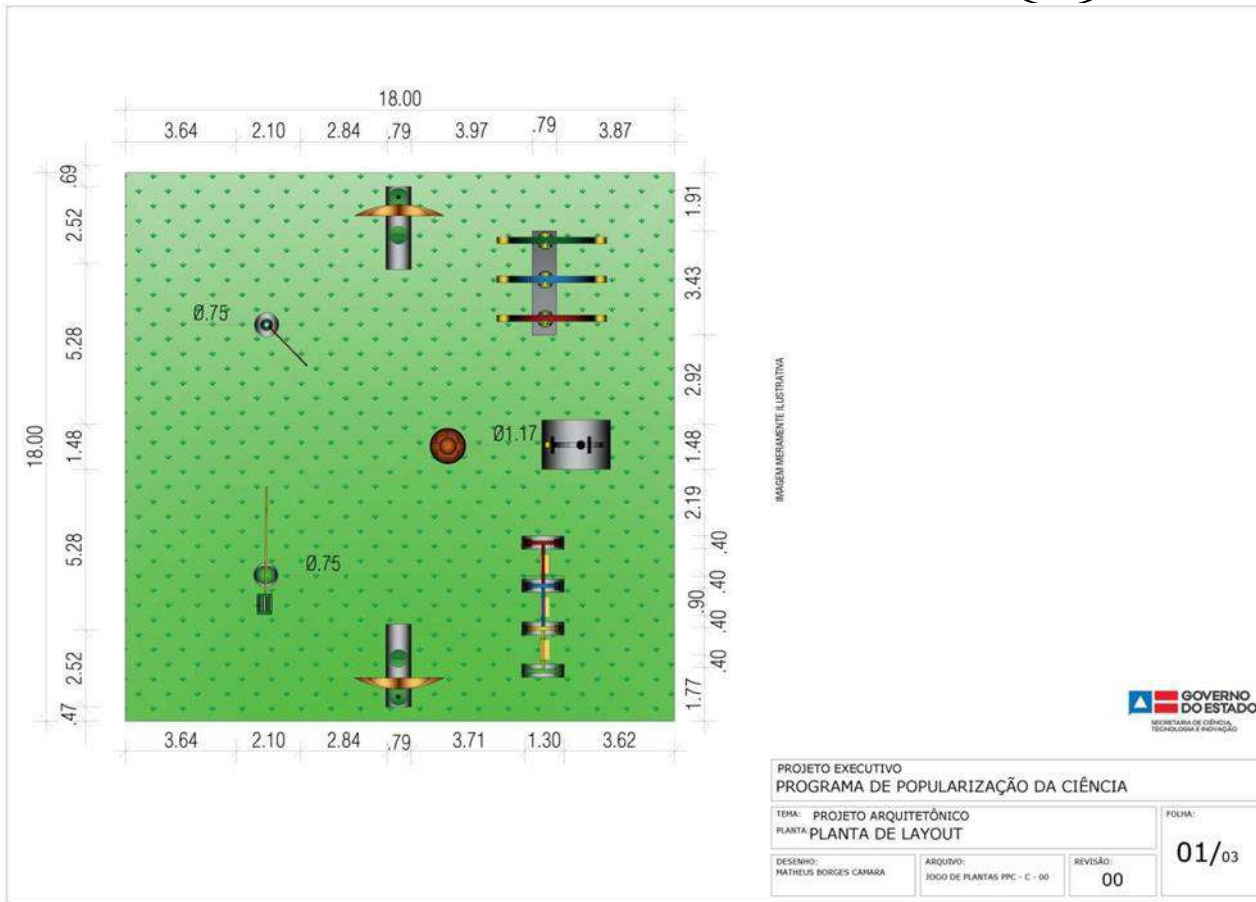 18.00
3.64 2.10 2.84 .79 3.97 .79 3.87
.69
2.52
5.28
18.00
1.48
5.28
2.52
.47
Ø.75
Ø1.17
Ø.75
1.91
3.43
2.92
1.48
2.19
.40
.40
.90
.40
.40
1.77
3.64 2.10 2.84 .79 3.71 1.30 3.62
IMAGEM MERAMENTE ILUSTRATIVA
GOVERNO
DO ESTADO
SECRETARIA DE CIÊNCIA,
TECNOLOGIA E INOVAÇÃO
PROJETO EXECUTIVO
PROGRAMA DE POPULARIZAÇÃO DA CIÊNCIA
TEMA: PROJETO ARQUITETÔNICO
PLANTA: PLANTA DE LAYOUT
FOLHA:
01/03
DESENHO:
MATHEUS BORGES CAMARA
ARQUIVO:
JOGO DE PLANTAS PPC - C - 00
REVISÃO:
00